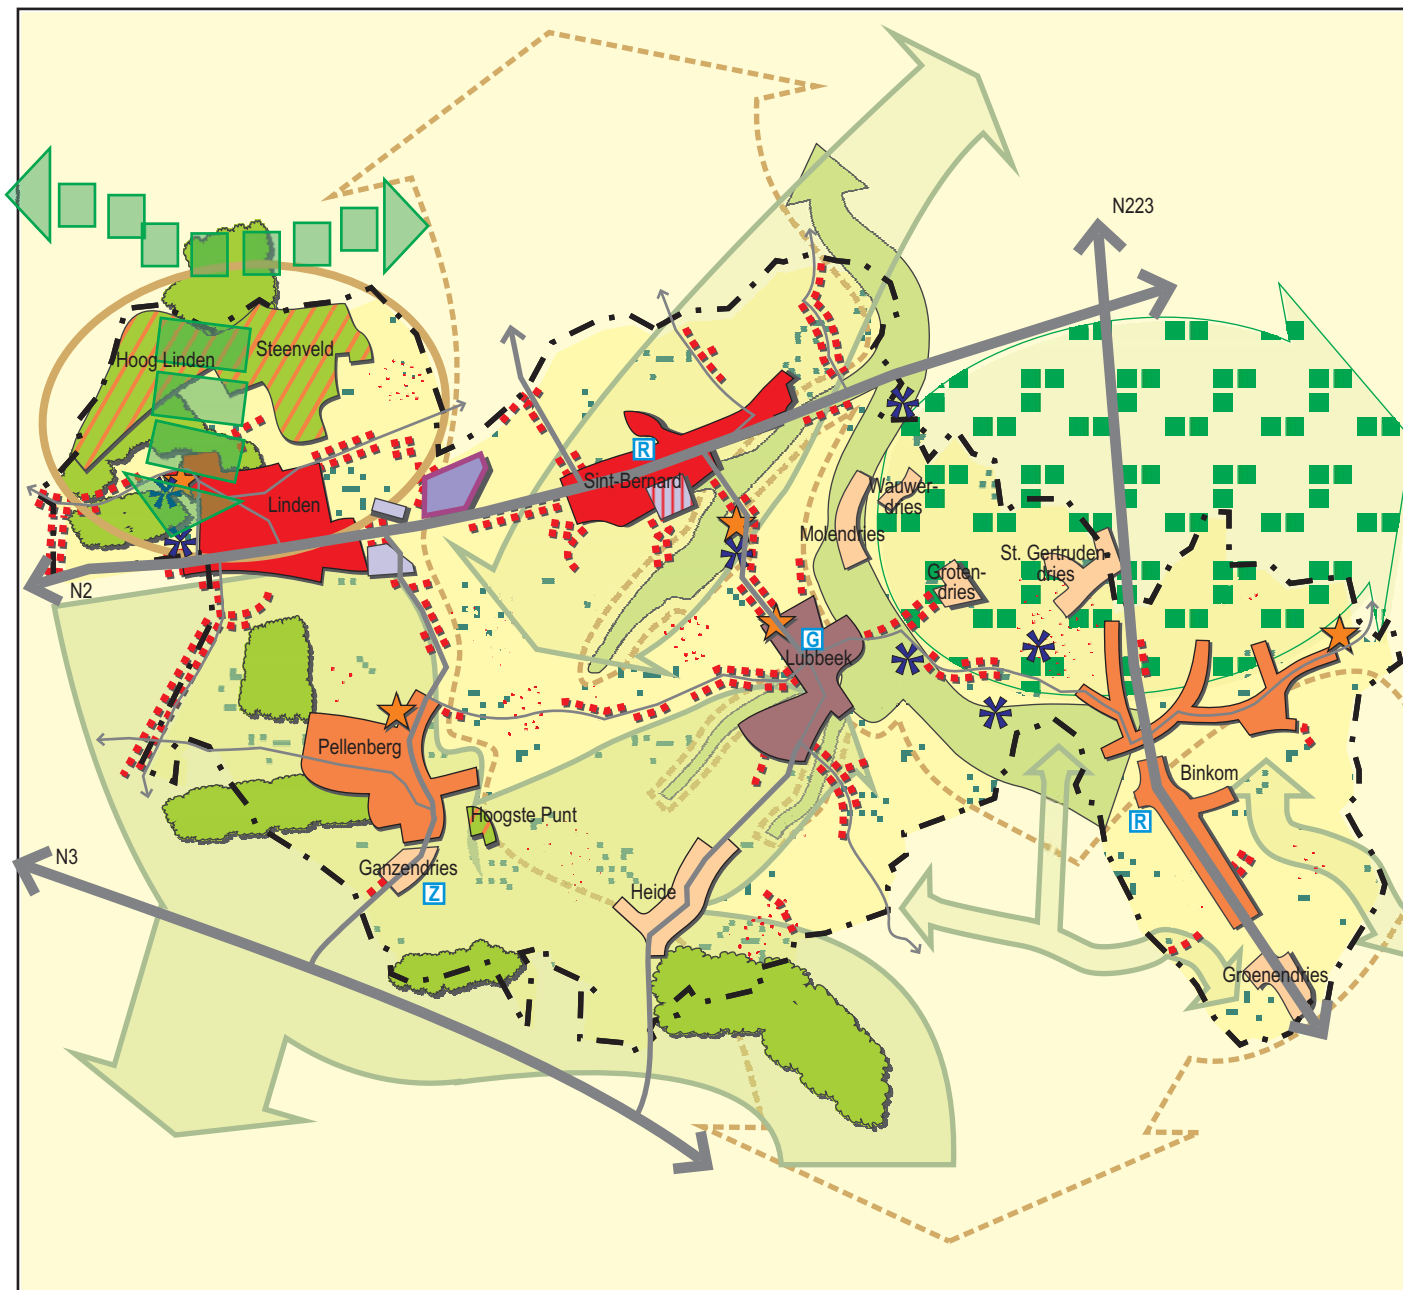 N223
Hoog Linden
Steenveld
R
Sint-Bernard
Linden
Wauwer-
dries
Molendries
St. Gertruden-
dries
Groten-
dries
N2
G
Lubbeek
Pellenberg
Binkom
Hoogste Punt
R
N3
Ganzendries
Z
Heide
Groenendries